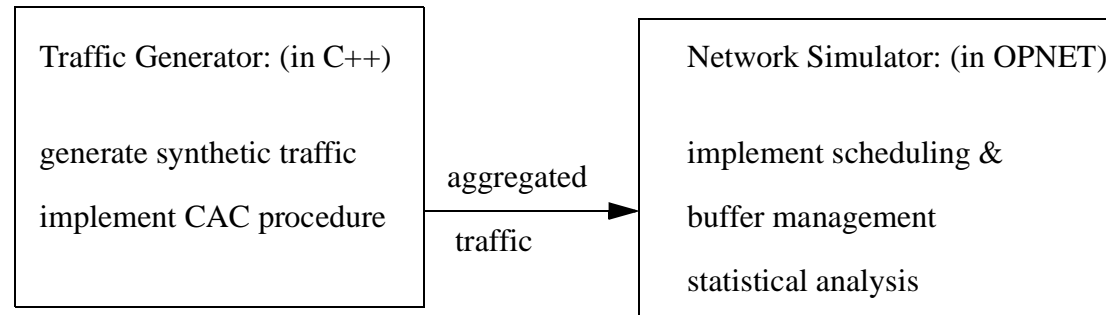 Traffic Generator: (in C++)
generate synthetic traffic
implement CAC procedure
aggregated
traffic
Network Simulator: (in OPNET)
implement scheduling &
buffer management
statistical analysis